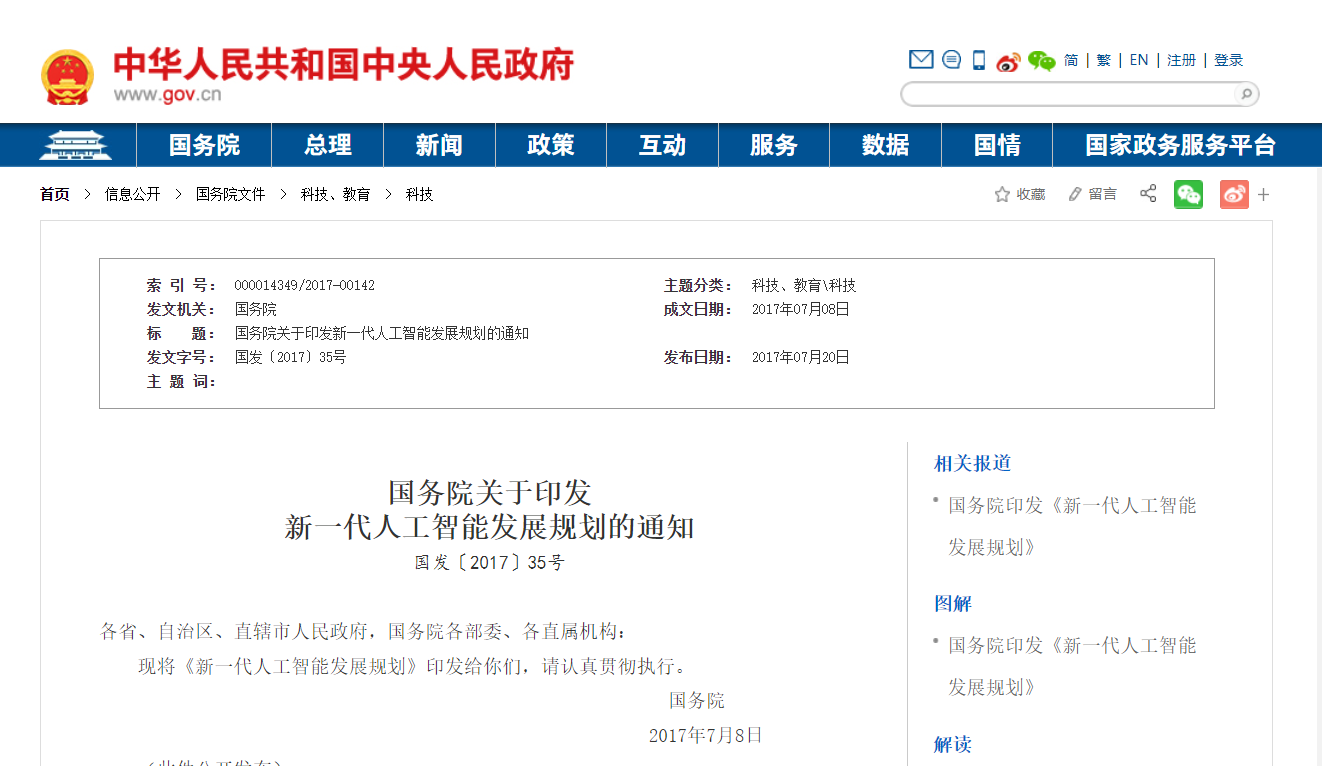 中华人民共和国中央人民政府
www.gov.cn
简 | 繁 | EN | 注册 | 登录
国务院 总理 新闻 政策 互动 服务 数据 国情 国家政务服务平台
首页 > 信息公开 > 国务院文件 > 科技、教育 > 科技
收藏 留言
索 引 号： 000014349/2017-00142 主题分类： 科技、教育\科技
发文机关： 国务院 成文日期： 2017年07月08日
标　　题： 国务院关于印发新一代人工智能发展规划的通知
发文字号： 国发〔2017〕35号 发布日期： 2017年07月20日
主 题 词：
国务院关于印发
新一代人工智能发展规划的通知
国发〔2017〕35号
各省、自治区、直辖市人民政府，国务院各部委、各直属机构：
现将《新一代人工智能发展规划》印发给你们，请认真贯彻执行。
国务院
2017年7月8日
（此件公开发布）
相关报道
国务院印发《新一代人工智能
发展规划》
图解
国务院印发《新一代人工智能
发展规划》
解读